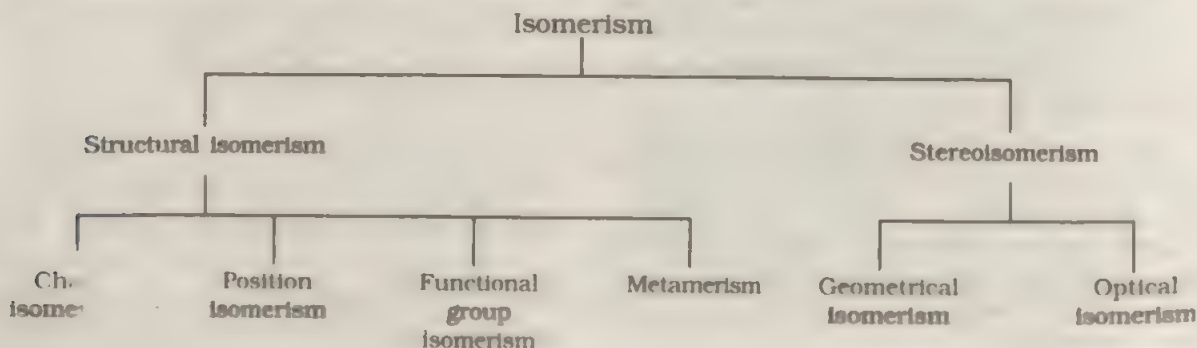 Isomerism
Structural isomerism
Stereoisomerism
Position
isomerism
Functional
group
isomerism
Metamerism
Geometrical
isomerism
Optical
isomerism